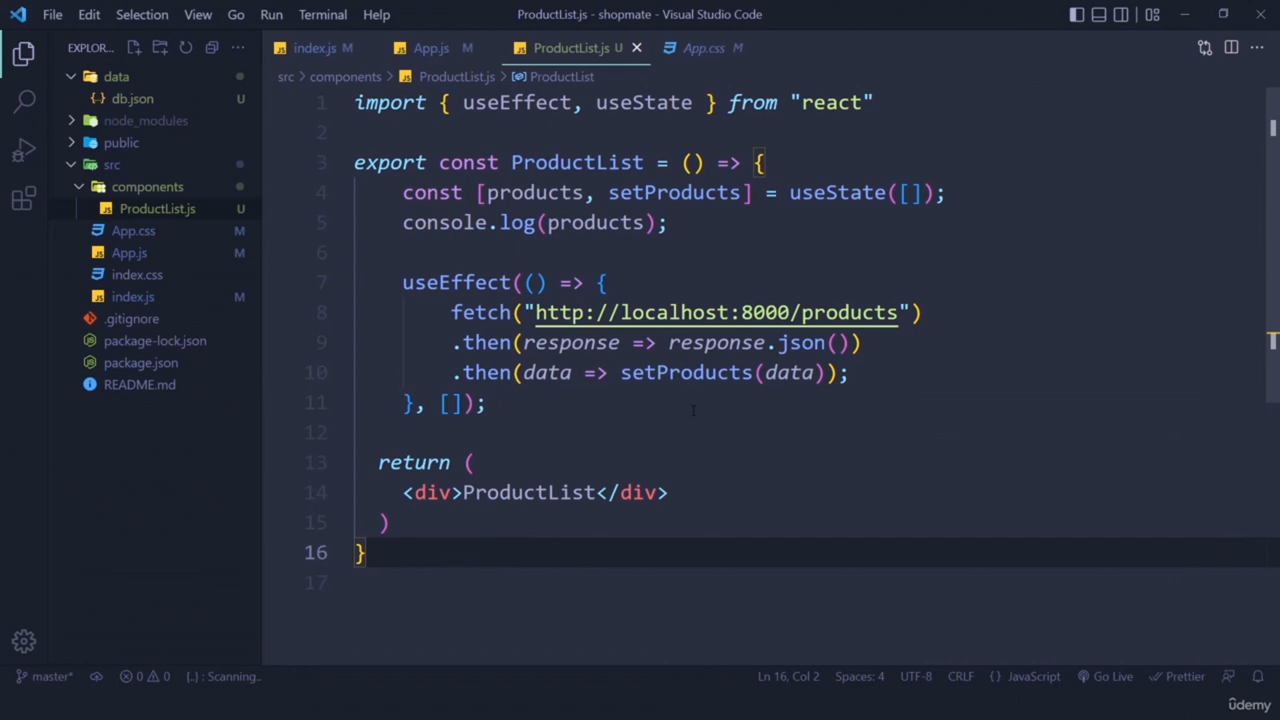 File Edit Selection View Go Run Terminal Help ProductList.js - shopmate - Visual Studio Code
EXPLOR... ...
index.js M App.js M ProductList.js U App.css M
data
db.json U
node_modules
public
src
components
ProductList.js U
App.css M
App.js M
index.css
index.js M
.gitignore
package-lock.json
package.json
README.md
src > components > ProductList.js > ProductList
1 import { useEffect, useState } from "react"
2
3 export const ProductList = () => {
4 const [products, setProducts] = useState([]);
5 console.log(products);
6
7 useEffect(() => {
8 fetch("http://localhost:8000/products")
9 .then(response => response.json())
10 .then(data => setProducts(data));
11 }, []);
12
13 return (
14 <div>ProductList</div>
15 )
16 }
17
master* 0 0 {..} : Scanning.. Ln 16, Col 2 Spaces: 4 UTF-8 CRLF {} JavaScript Go Live Prettier
ûdemy